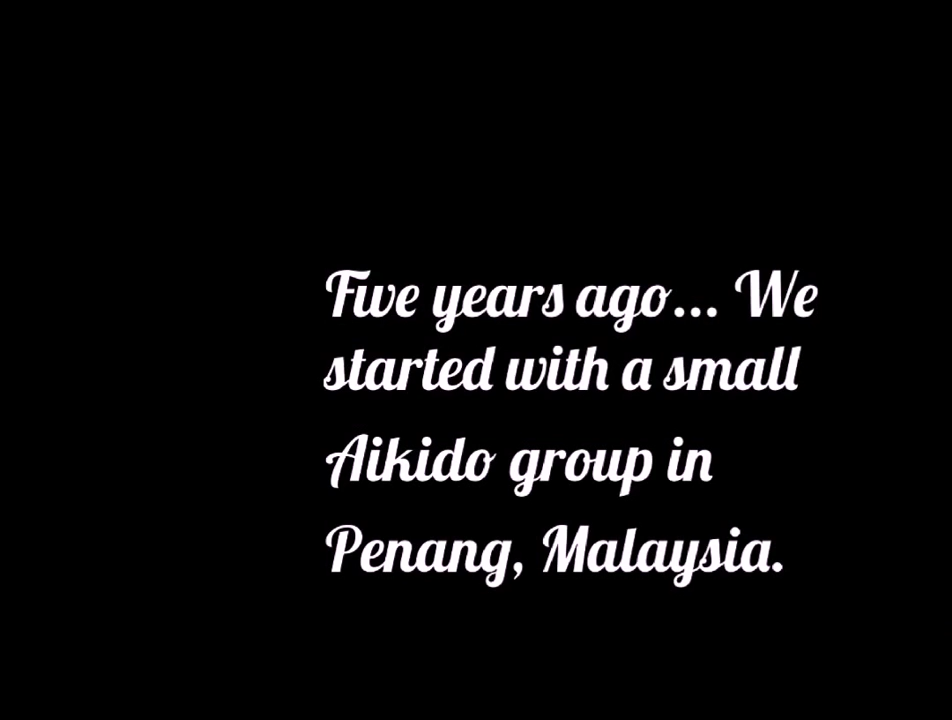 Five years ago... We
started with a small
Aikido group in
Penang, Malaysia.